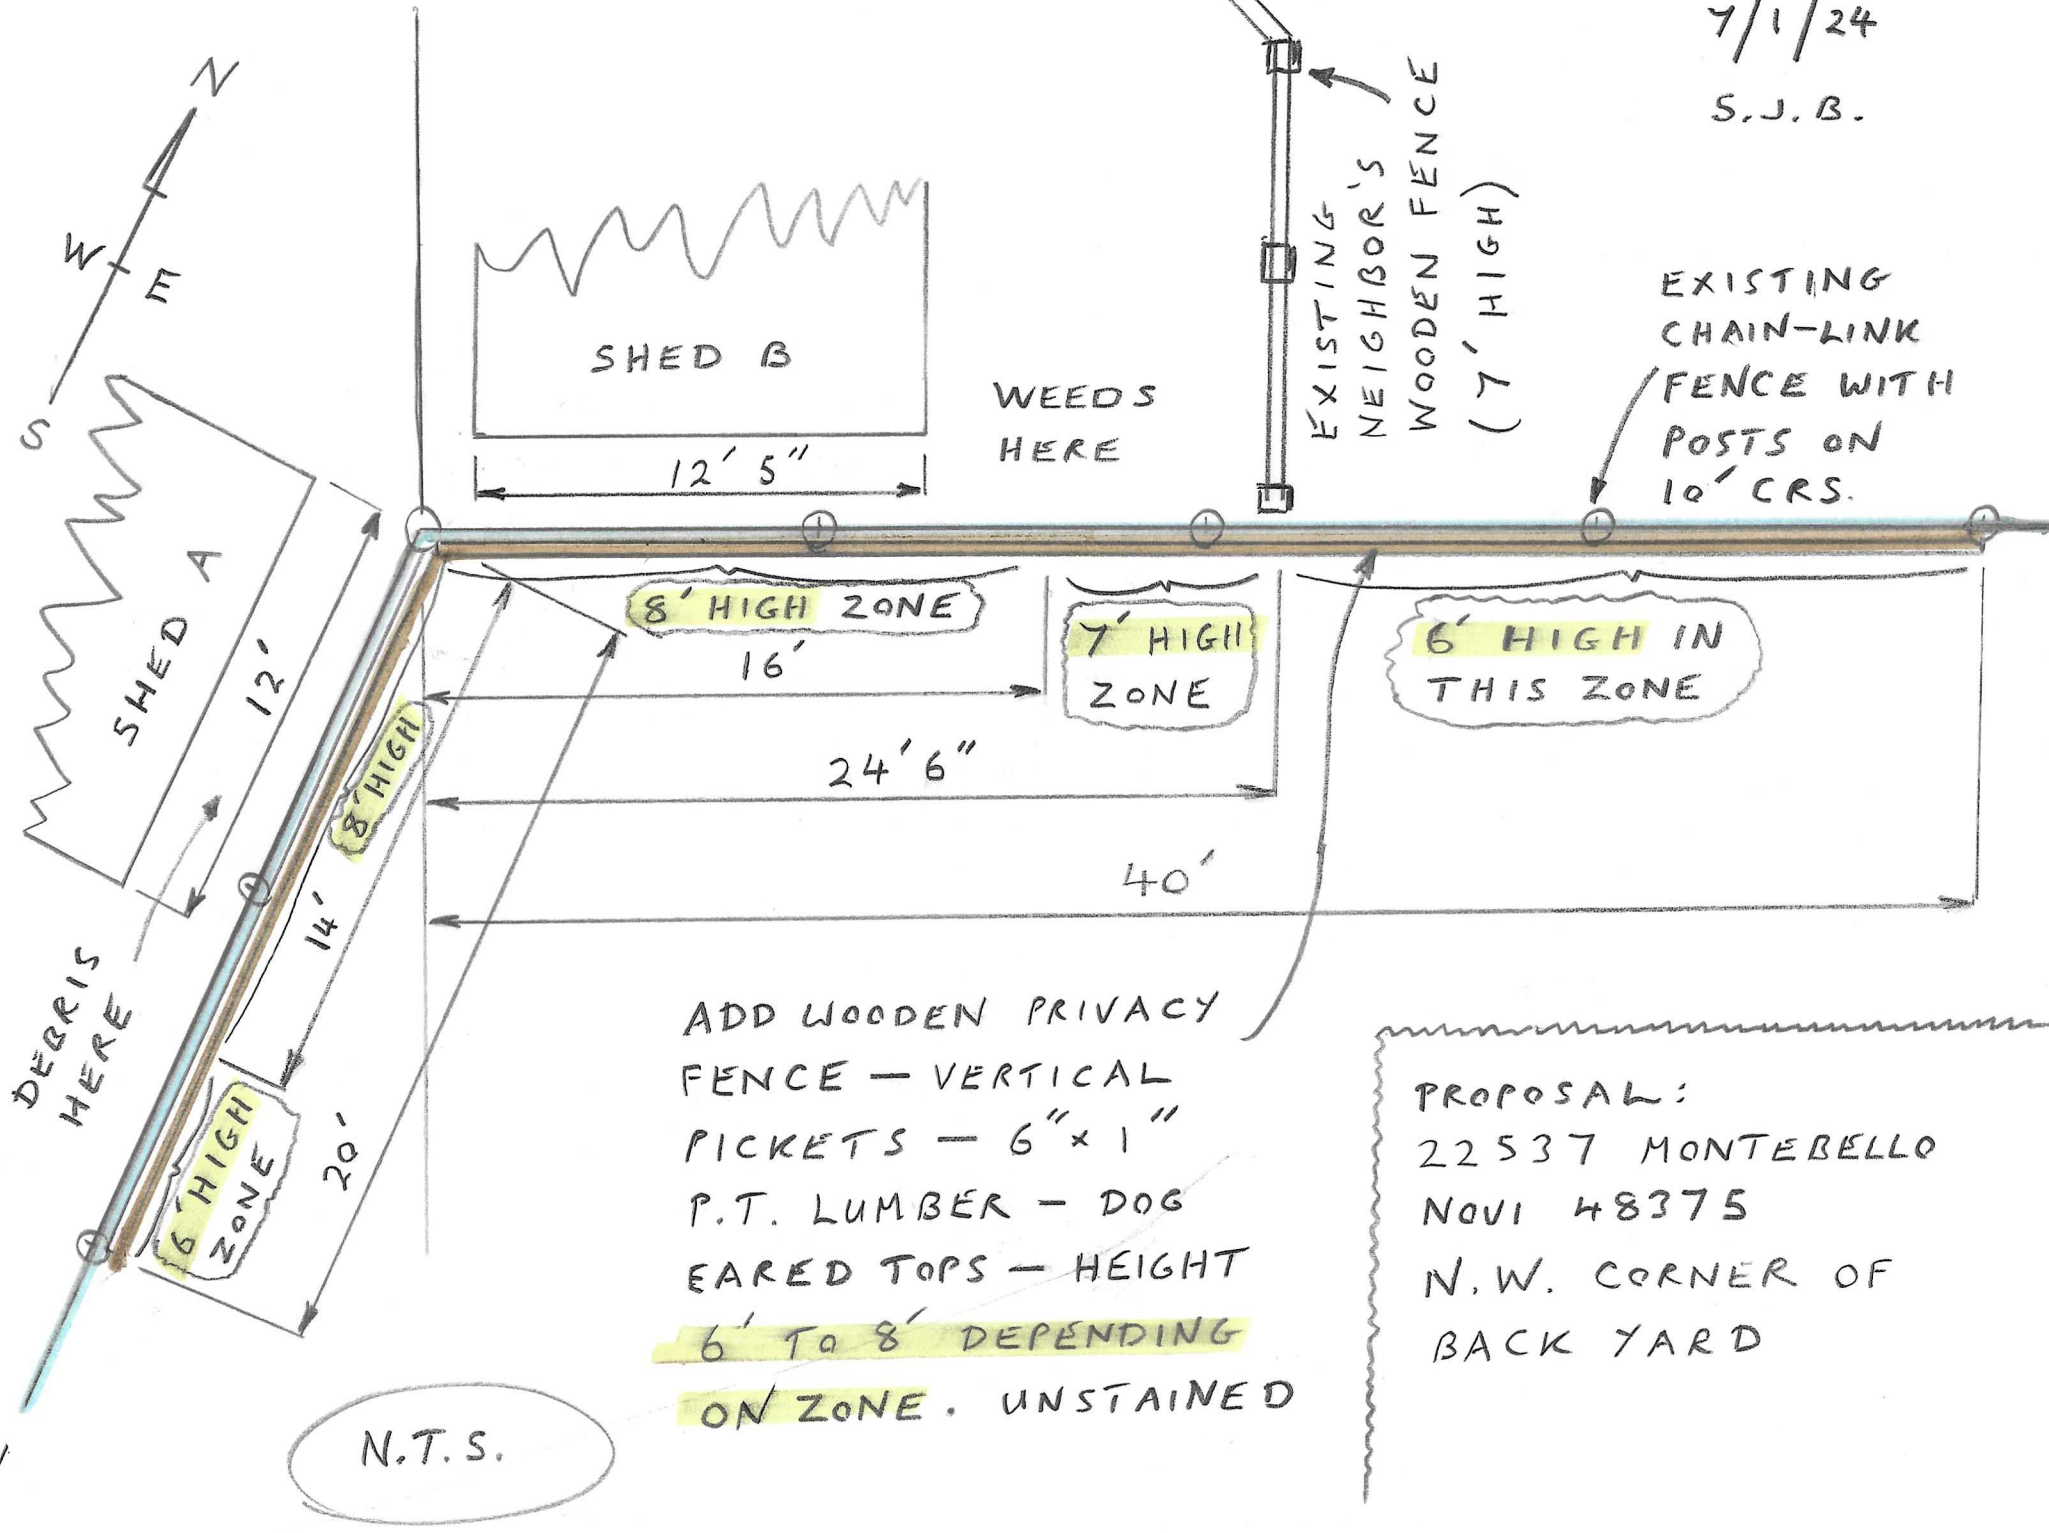 7/1/24
S.J.B.
N
W
E
S
EXISTING
NEIGHBOR'S
WOODEN FENCE
(7' HIGH)
EXISTING
CHAIN-LINK
FENCE WITH
POSTS ON
10' CRS.
SHED B
WEEDS
HERE
12' 5"
SHED A
12'
8' HIGH ZONE
16'
7' HIGH
ZONE
6' HIGH IN
THIS ZONE
8' HIGH
24' 6"
40'
14'
DEBRIS
HERE
6' HIGH
ZONE
20'
ADD WOODEN PRIVACY
FENCE — VERTICAL
PICKETS — 6" x 1"
P.T. LUMBER — DOG
EARED TOPS — HEIGHT
6' TO 8' DEPENDING
ON ZONE. UNSTAINED
PROPOSAL:
22537 MONTEBELLO
NOVI 48375
N.W. CORNER OF
BACK YARD
N.T.S.